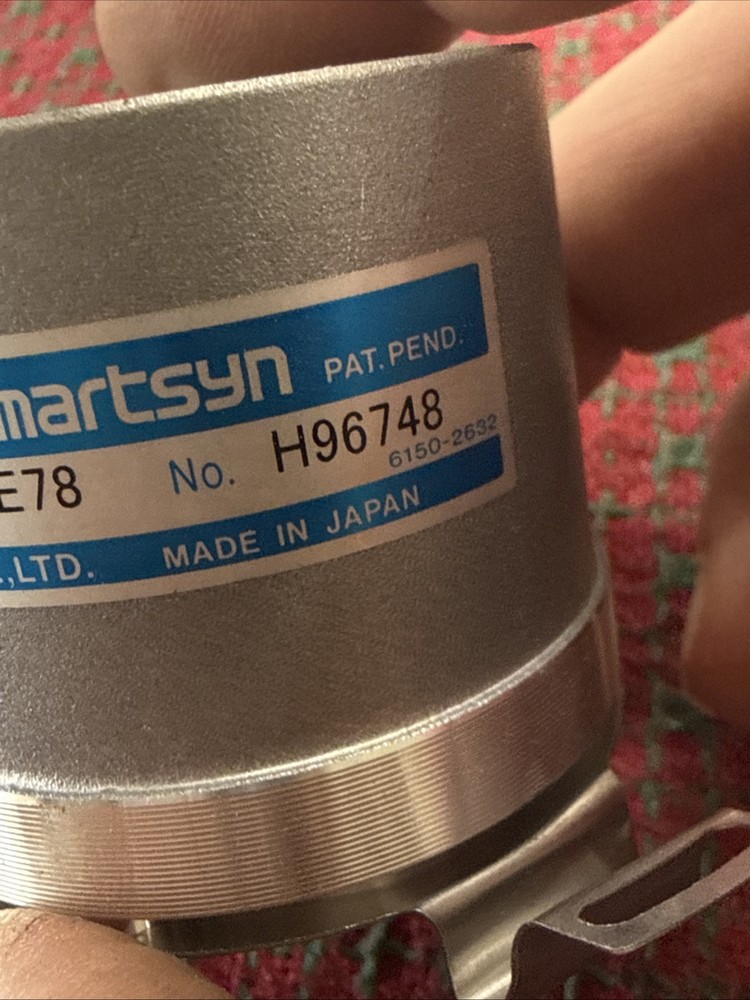 martsyn PAT. PEND.
E78 No. H96748
6150-2632
.,LTD. MADE IN JAPAN